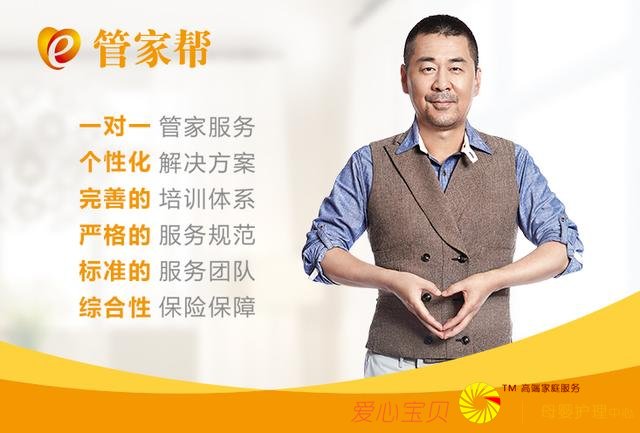 e 管家帮
一对一 管家服务
个性化 解决方案
完善的 培训体系
严格的 服务规范
标准的 服务团队
综合性 保险保障
TM 高端家庭服务
爱心宝贝 母婴护理中心